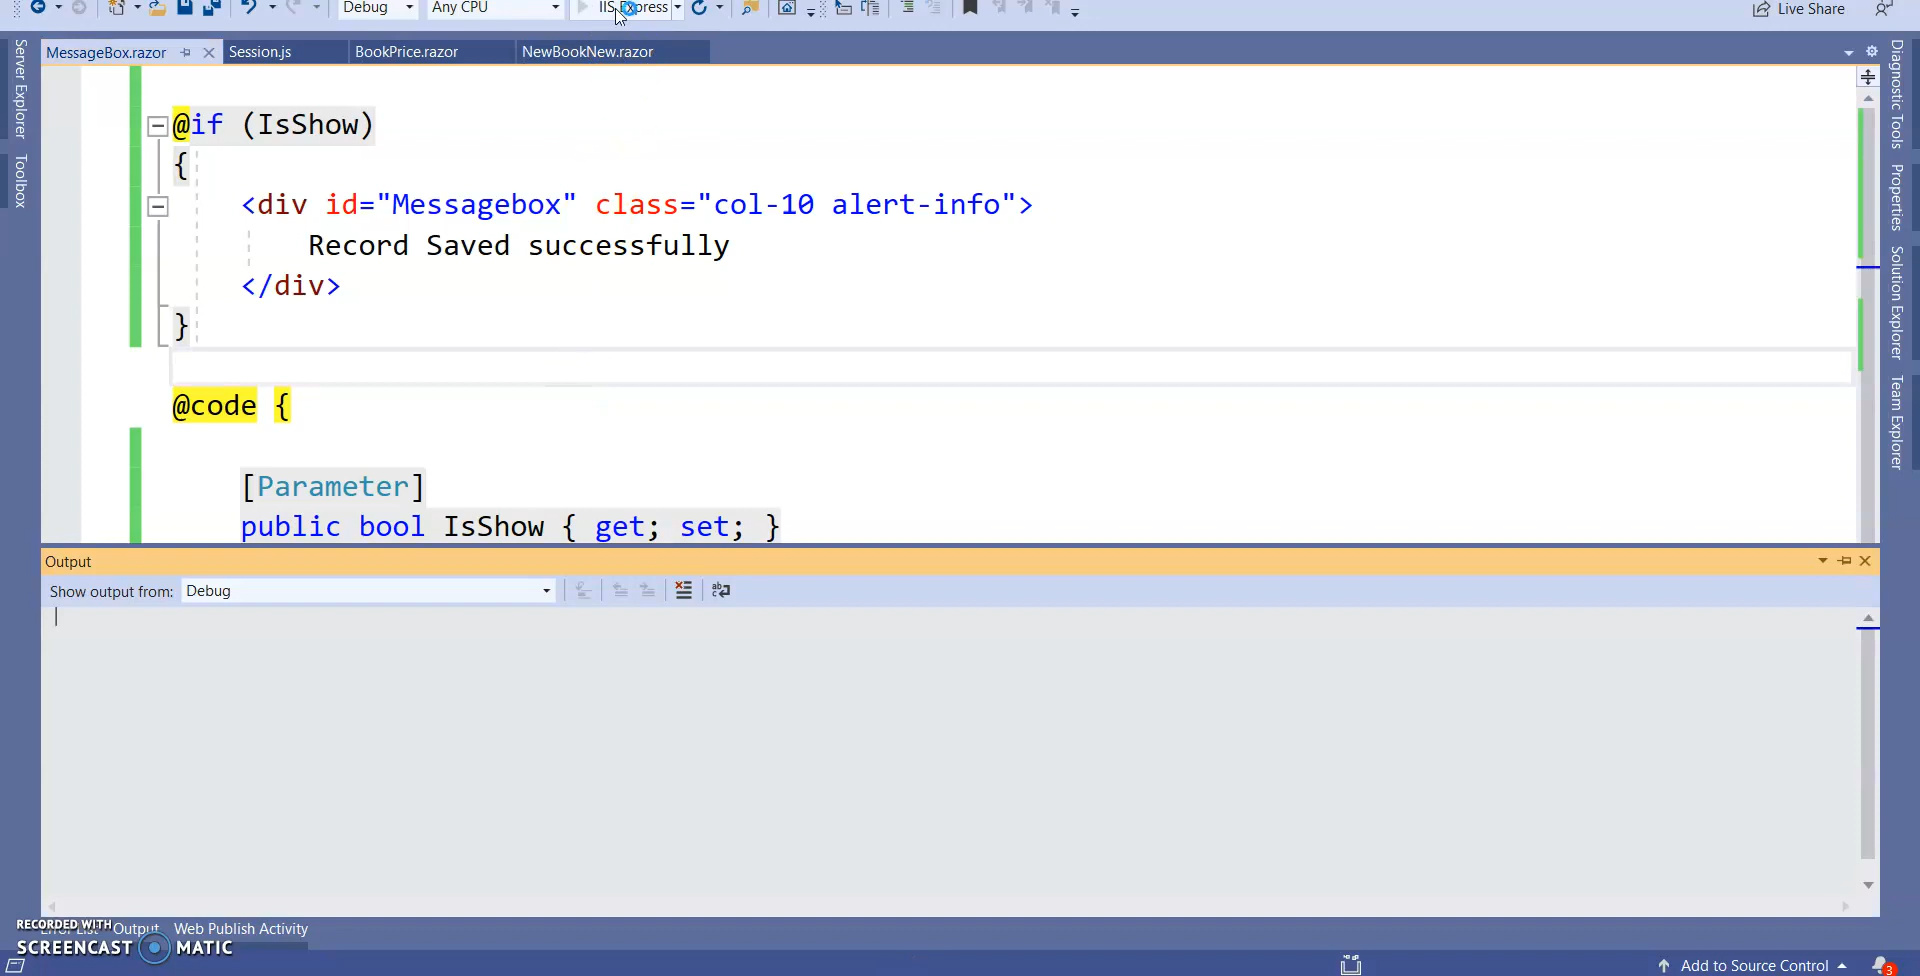 Debug Any CPU IIS Express Live Share
MessageBox.razor Session.js BookPrice.razor NewBookNew.razor
Server Explorer
Toolbox
@if (IsShow)
{
<div id="Messagebox" class="col-10 alert-info">
Record Saved successfully
</div>
}
@code {
[Parameter]
public bool IsShow { get; set; }
Diagnostic Tools
Properties
Solution Explorer
Team Explorer
Output
Show output from: Debug
Error List Output Web Publish Activity
RECORDED WITH
SCREENCAST MATIC
Add to Source Control 3